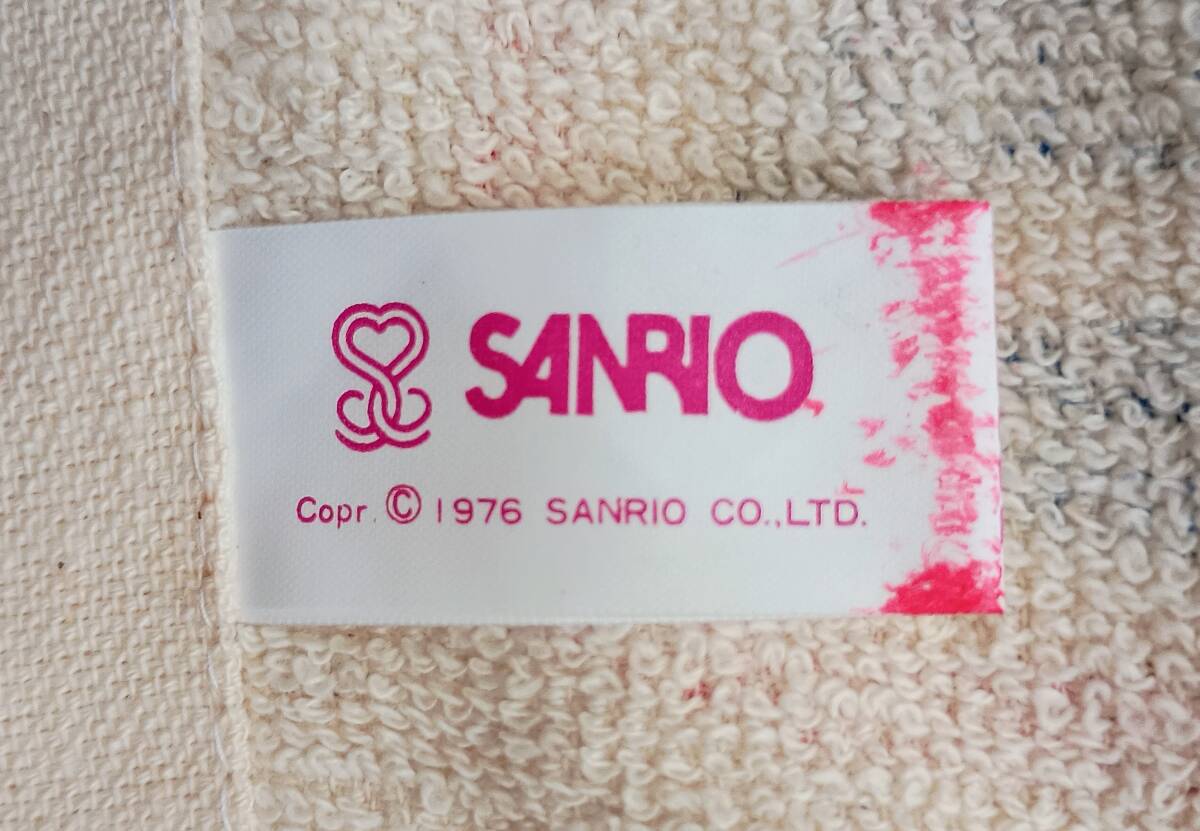 SANRIO
Copr. © 1976 SANRIO CO.,LTD.